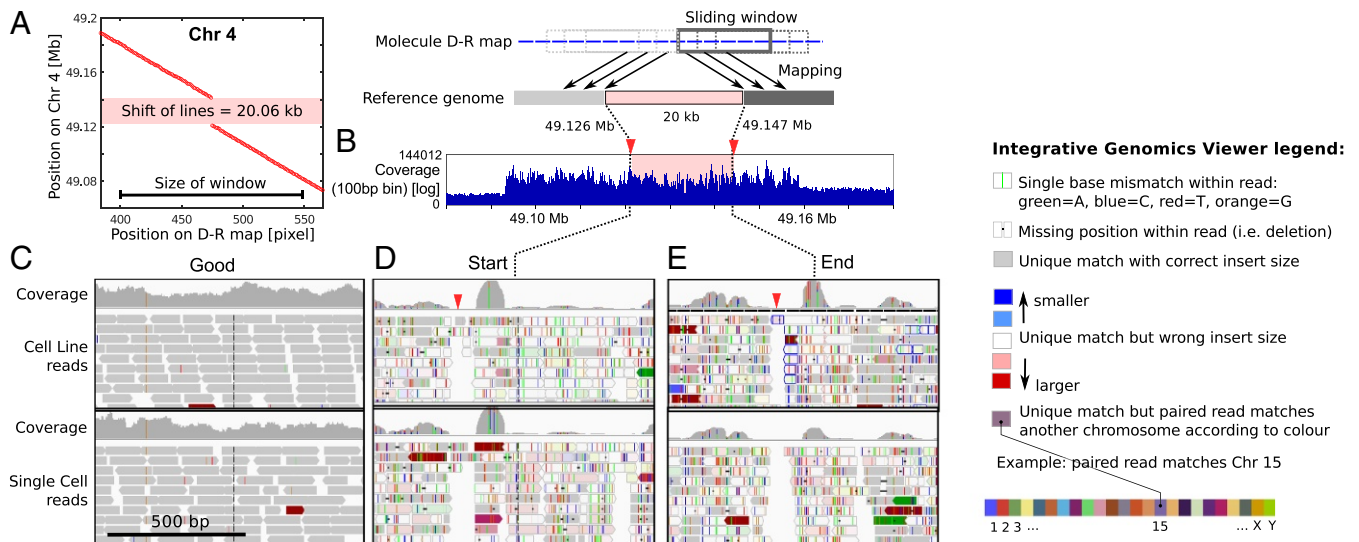 A
Chr 4
Position on Chr 4 [Mb]
49.2
49.16
49.12
49.08
Shift of lines = 20.06 kb
Size of window
400
450
500
550
Position on D-R map [pixel]
Sliding window
Molecule D-R map
Mapping
Reference genome
20 kb
49.126 Mb
49.147 Mb
B
144012
Coverage
(100bp bin) [log]
0
49.10 Mb
49.16 Mb
C
Good
Coverage
Cell Line
reads
Coverage
Single Cell
reads
500 bp
D
Start
E
End
Integrative Genomics Viewer legend:
Single base mismatch within read:
green=A, blue=C, red=T, orange=G
Missing position within read (i.e. deletion)
Unique match with correct insert size
smaller
Unique match but wrong insert size
larger
Unique match but paired read matches
another chromosome according to colour
Example: paired read matches Chr 15
1 2 3 ... 15 ... X Y